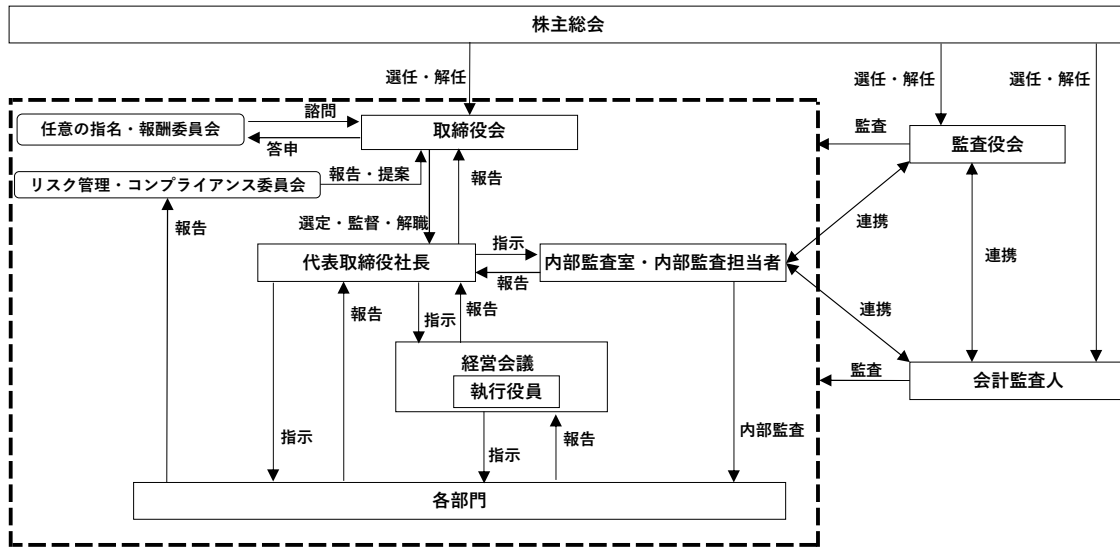 株主総会
選任・解任
選任・解任
選任・解任
任意の指名・報酬委員会
諮問
答申
取締役会
監査
監査役会
リスク管理・コンプライアンス委員会
報告・提案
報告
報告
選定・監督・解職
連携
連携
代表取締役社長
指示
報告
内部監査室・内部監査担当者
報告
指示
報告
連携
経営会議
執行役員
監査
会計監査人
指示
指示
報告
内部監査
各部門